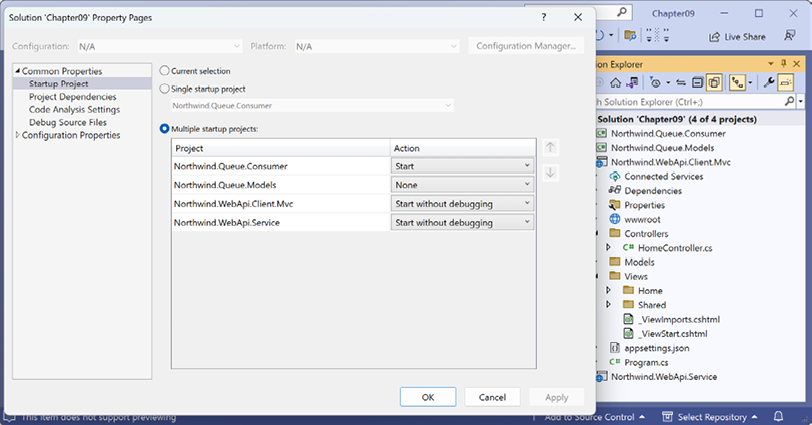 Solution 'Chapter09' Property Pages
?
Configuration: N/A Platform: N/A Configuration Manager...
Common Properties
Startup Project
Project Dependencies
Code Analysis Settings
Debug Source Files
Configuration Properties
Current selection
Single startup project
Northwind.Queue.Consumer
Multiple startup projects:
Project Action
Northwind.Queue.Consumer Start
Northwind.Queue.Models None
Northwind.WebApi.Client.Mvc Start without debugging
Northwind.WebApi.Service Start without debugging
OK Cancel Apply
Chapter09
Live Share
Explorer
Solution Explorer (Ctrl+;)
Solution 'Chapter09' (4 of 4 projects)
Northwind.Queue.Consumer
Northwind.Queue.Models
Northwind.WebApi.Client.Mvc
Connected Services
Dependencies
Properties
wwwroot
Controllers
C# HomeController.cs
Models
Views
Home
Shared
_ViewImports.cshtml
_ViewStart.cshtml
appsettings.json
C# Program.cs
Northwind.WebApi.Service
This item does not support previewing Add to Source Control Select Repository